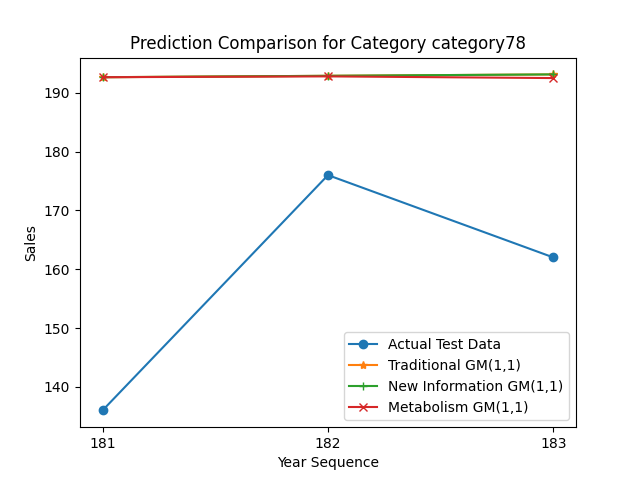 Prediction Comparison for Category category78
Sales
190
180
170
160
150
140
181
182
183
Year Sequence
Actual Test Data
Traditional GM(1,1)
New Information GM(1,1)
Metabolism GM(1,1)